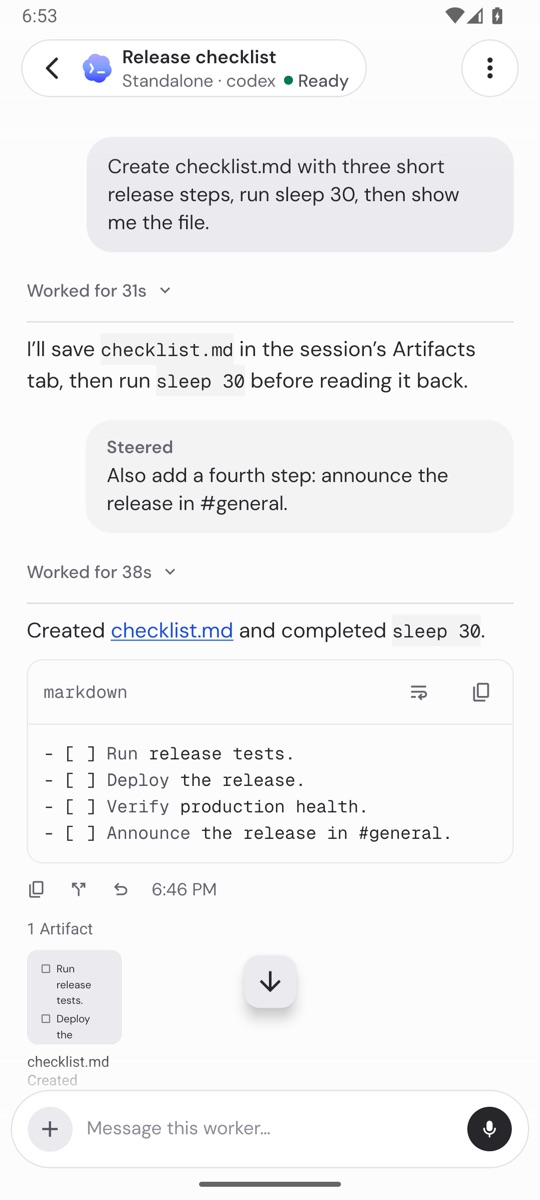 6:53
Release checklist
Standalone · codex ● Ready
Create checklist.md with three short
release steps, run sleep 30, then show
me the file.
Worked for 31s
I’ll save checklist.md in the session’s Artifacts
tab, then run sleep 30 before reading it back.
Steered
Also add a fourth step: announce the
release in #general.
Worked for 38s
Created checklist.md and completed sleep 30.
markdown
- [ ] Run release tests.
- [ ] Deploy the release.
- [ ] Verify production health.
- [ ] Announce the release in #general.
6:46 PM
1 Artifact
Run
release
tests.
Deploy
the
checklist.md
Created
Message this worker…